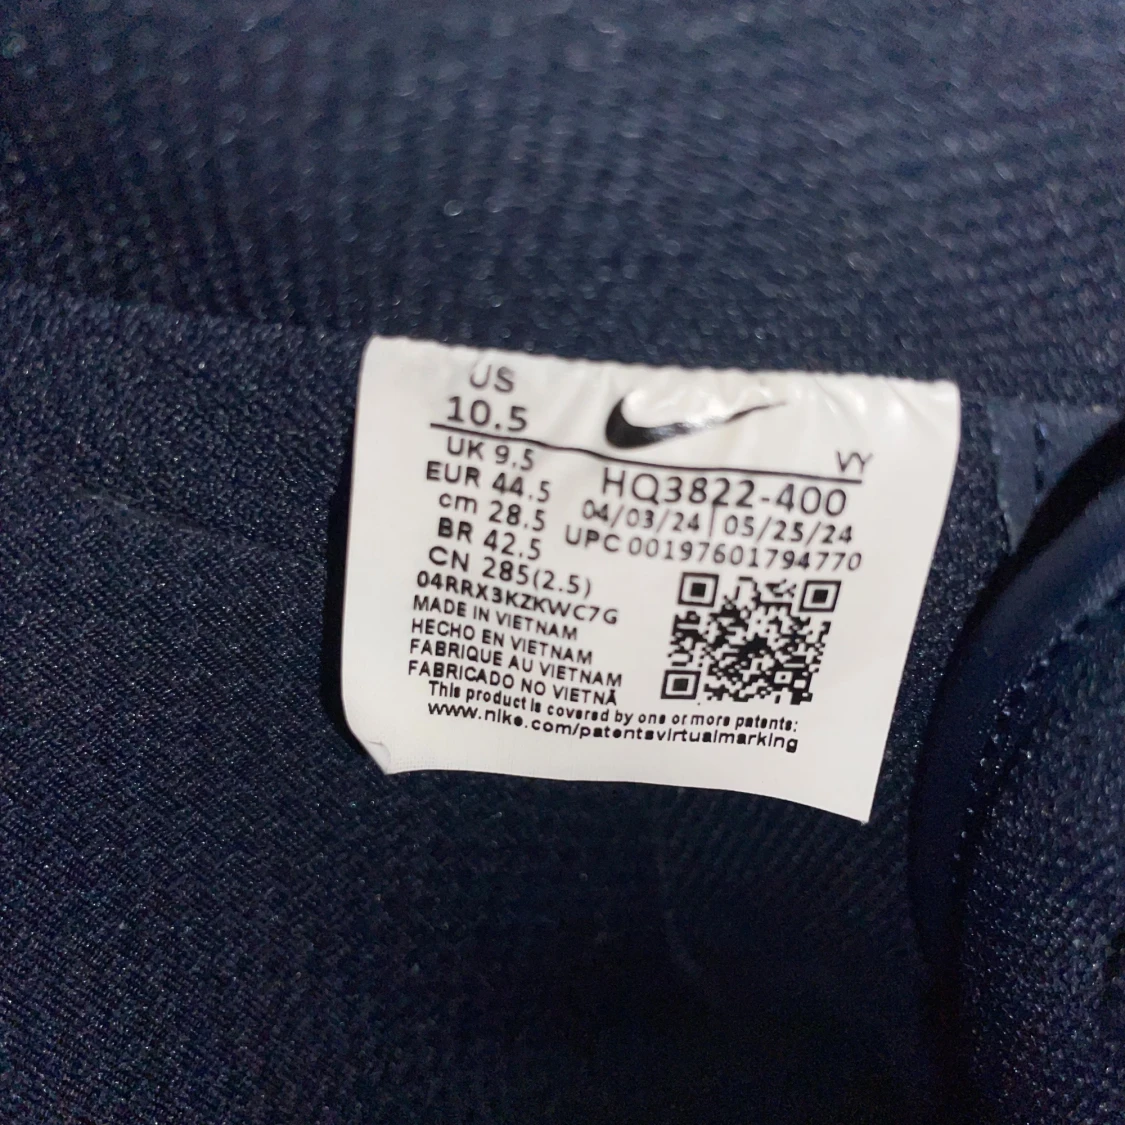 US
10.5
VY
UK 9.5
EUR 44.5
cm 28.5
BR 42.5
CN 285(2.5)
HQ3822-400
04/03/24 | 05/25/24
UPC 001976017947​70
04RRX3KZKWC7G
MADE IN VIETNAM
HECHO EN VIETNAM
FABRIQUE AU VIETNAM
FABRICADO NO VIETNÃ
This product is covered by one or more patents:
www.nike.com/patentsvirtualmarking